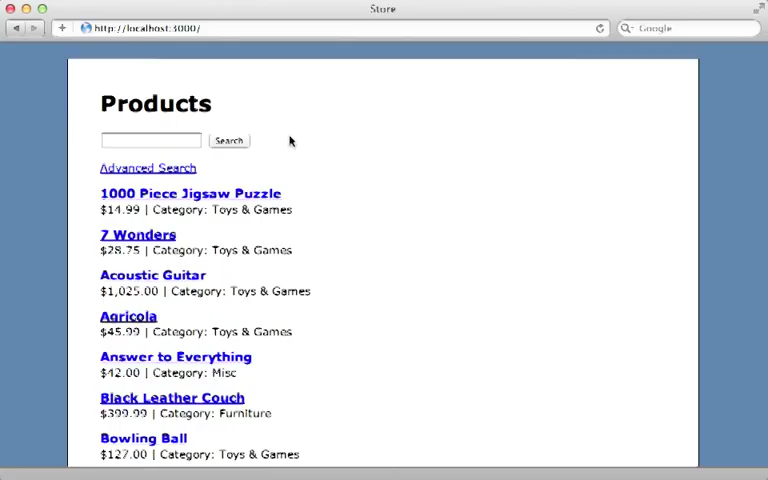 Store
http://localhost:3000/
Google
Products
Search
Advanced Search
1000 Piece Jigsaw Puzzle
$14.99 | Category: Toys & Games
7 Wonders
$28.75 | Category: Toys & Games
Acoustic Guitar
$1,025.00 | Category: Toys & Games
Agricola
$45.99 | Category: Toys & Games
Answer to Everything
$42.00 | Category: Misc
Black Leather Couch
$399.99 | Category: Furniture
Bowling Ball
$127.00 | Category: Toys & Games